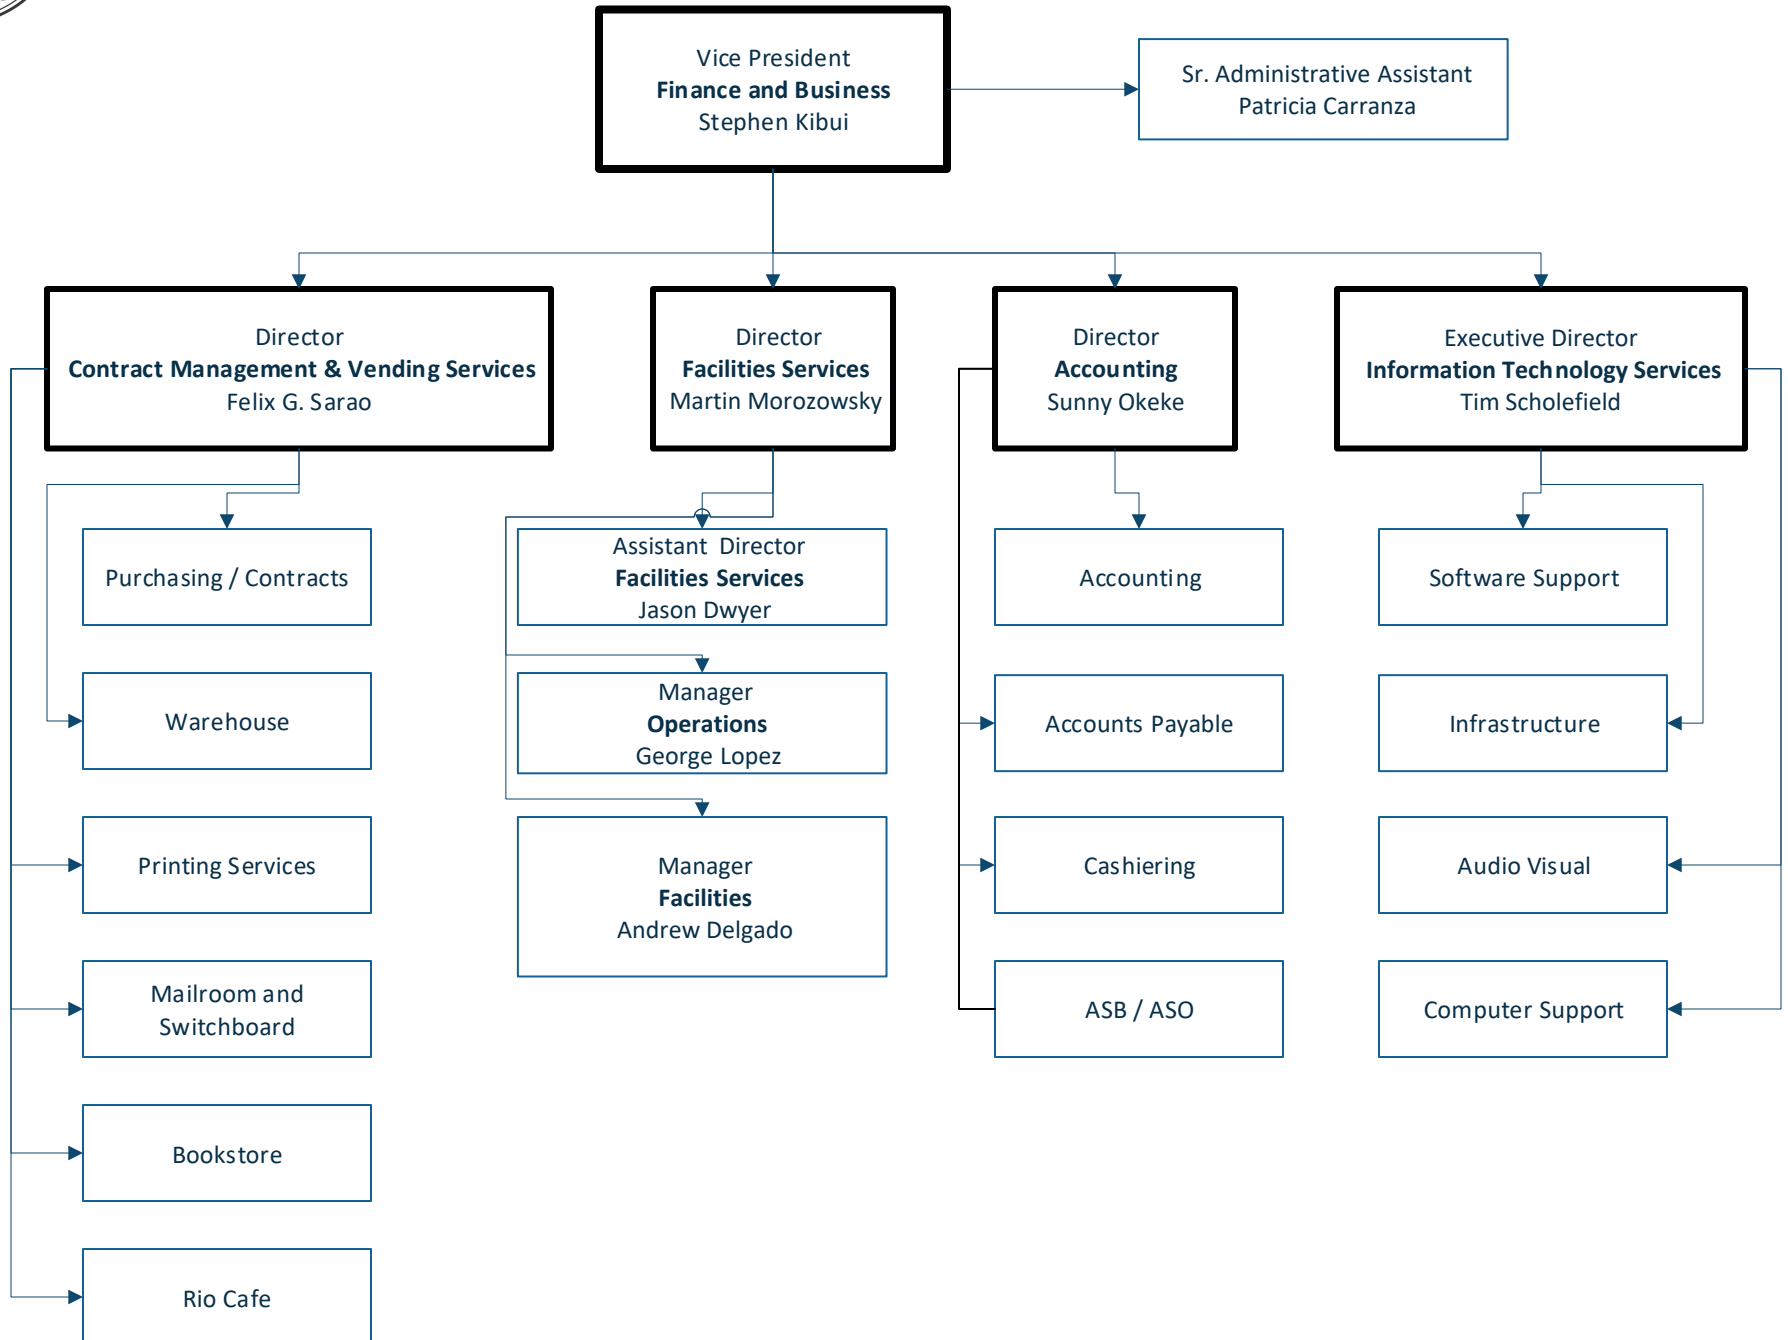 Vice President
Finance and Business
Stephen Kibui
Sr. Administrative Assistant
Patricia Carranza
Director
Contract Management & Vending Services
Felix G. Sarao
Director
Facilities Services
Martin Morozowsky
Director
Accounting
Sunny Okeke
Executive Director
Information Technology Services
Tim Scholefield
Purchasing / Contracts
Warehouse
Printing Services
Mailroom and
Switchboard
Bookstore
Rio Cafe
Assistant Director
Facilities Services
Jason Dwyer
Manager
Operations
George Lopez
Manager
Facilities
Andrew Delgado
Accounting
Accounts Payable
Cashiering
ASB / ASO
Software Support
Infrastructure
Audio Visual
Computer Support